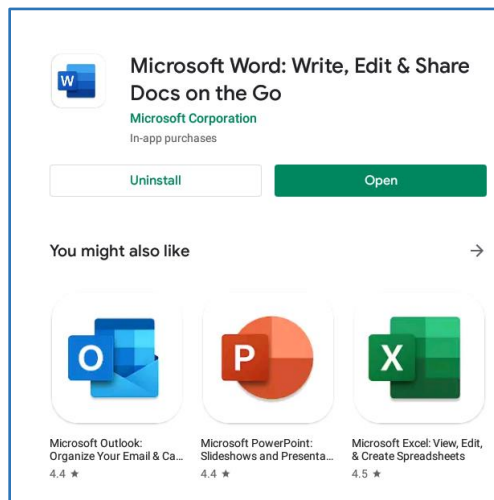 W
Microsoft Word: Write, Edit & Share
Docs on the Go
Microsoft Corporation
In-app purchases
Uninstall
Open
You might also like
O
P
X
Microsoft Outlook:
Organize Your Email & Ca...
4.4 ★
Microsoft PowerPoint:
Slideshows and Presenta...
4.4 ★
Microsoft Excel: View, Edit,
& Create Spreadsheets
4.5 ★